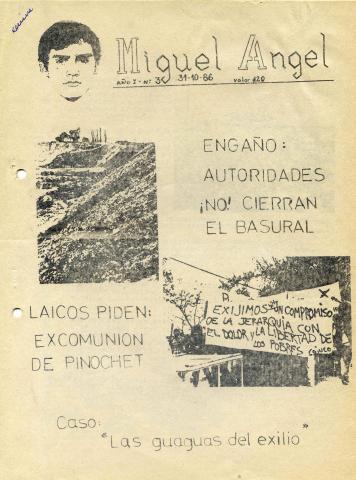 Miguel Angel
AÑO I - Nº 3
31-10-86
valor $20
ENGAÑO:
AUTORIDADES
¡NO! CIERRAN
EL BASURAL
LAICOS PIDEN:
EXCOMUNION
DE PINOCHET
EXIJIMOS "UN COMPROMISO"
DE LA JERARQUIA CON
EL DOLOR Y LA LIBERTAD DE
LOS POBRES
Caso:
"Las guaguas del exilio"